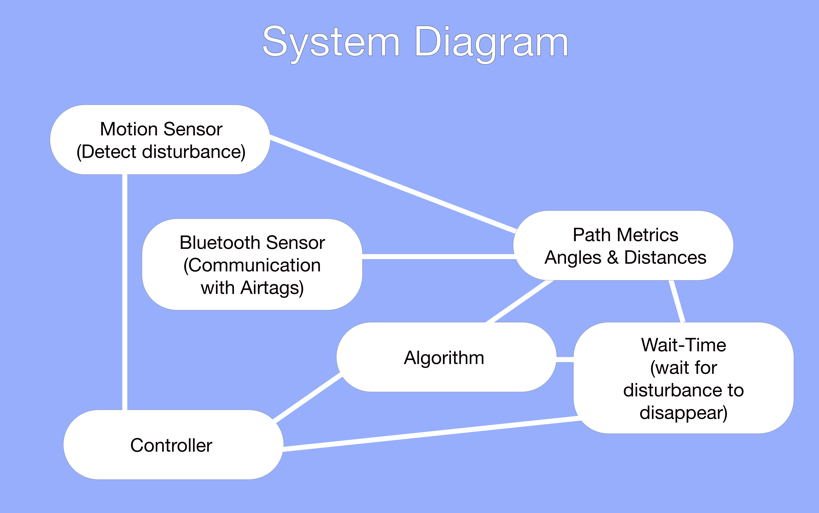 System Diagram
Motion Sensor
(Detect disturbance)
Bluetooth Sensor
(Communication
with Airtags)
Path Metrics
Angles & Distances
Algorithm
Wait-Time
(wait for
disturbance to
disappear)
Controller